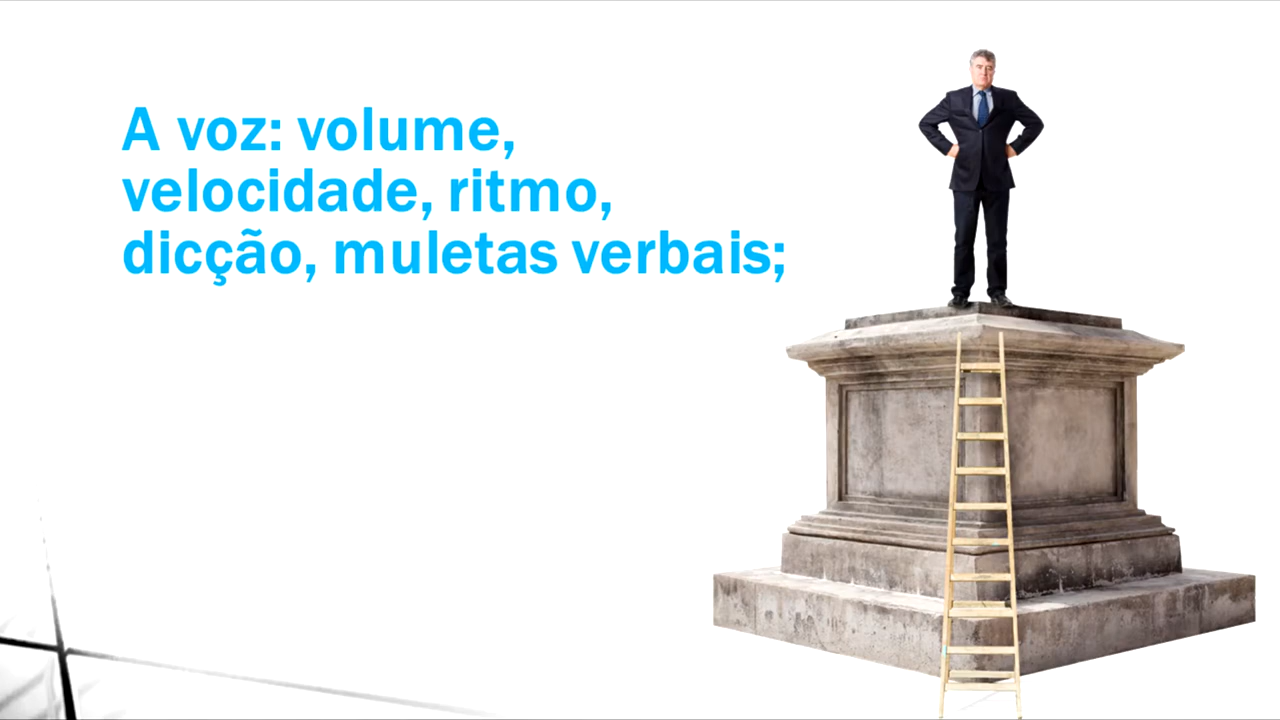 A voz: volume,
velocidade, ritmo,
dicção, muletas verbais;